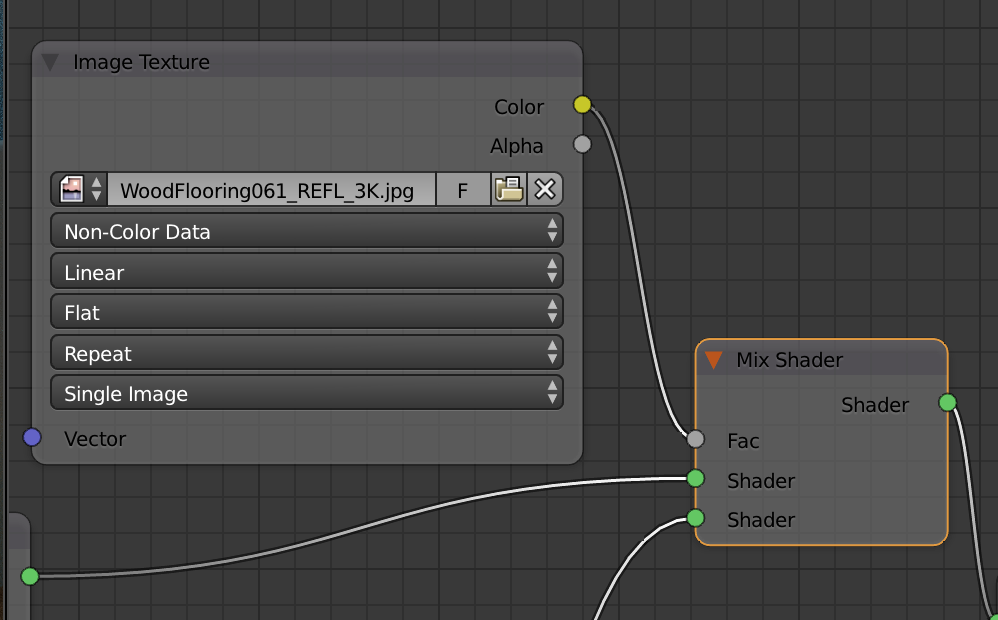 Image Texture
Color
Alpha
WoodFlooring061_REFL_3K.jpg F
Non-Color Data
Linear
Flat
Repeat
Single Image
Vector
Mix Shader
Shader
Fac
Shader
Shader